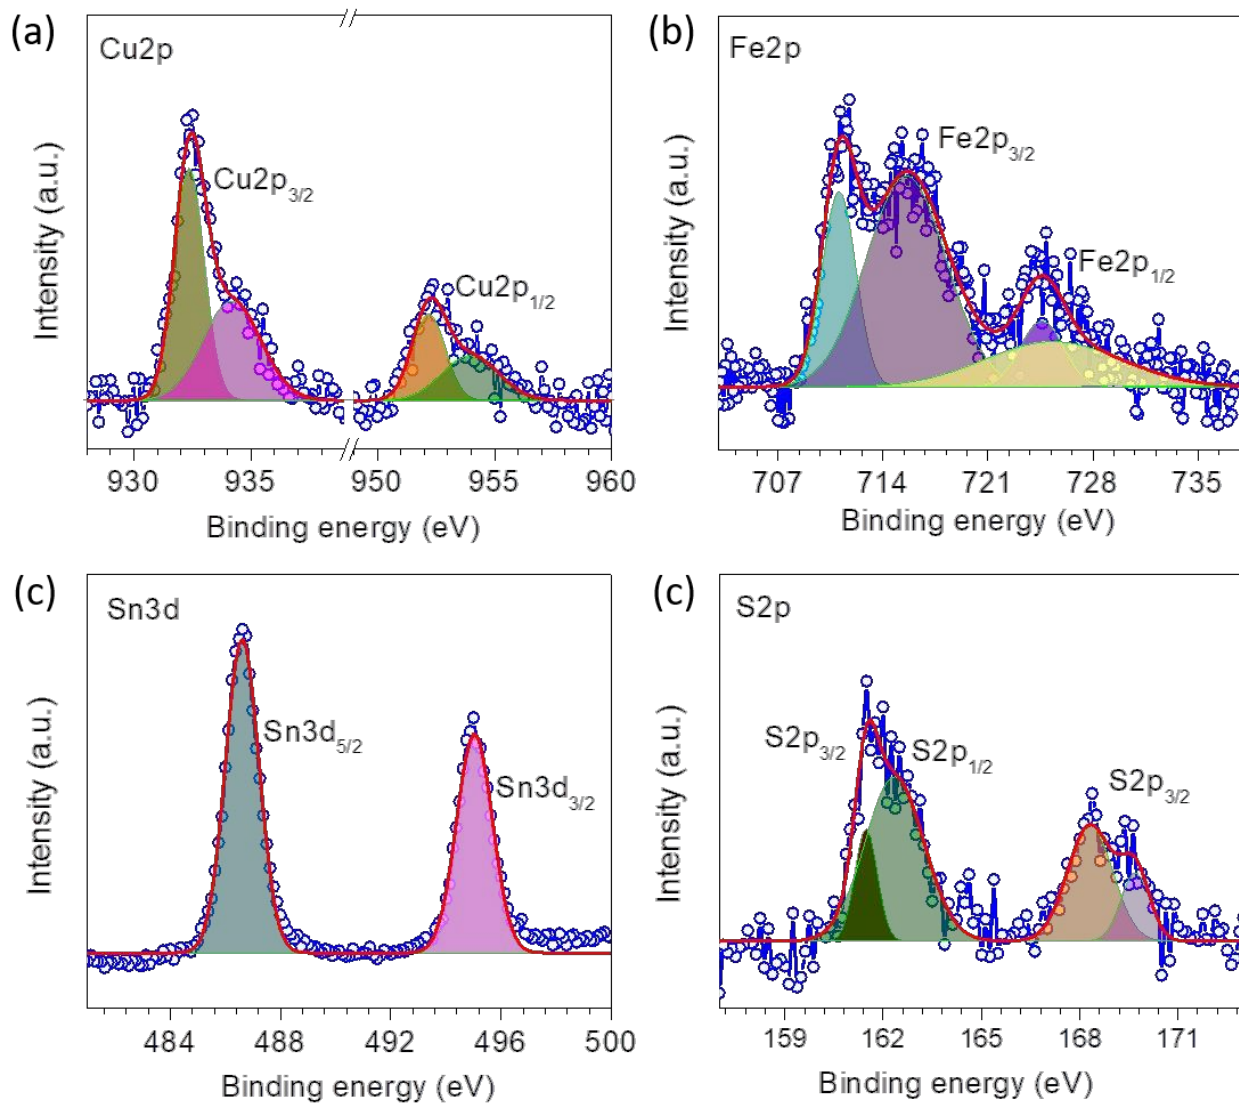 (a)
Cu2p
Cu2p3/2
Cu2p1/2
Intensity (a.u.)
930 935 950 955 960
Binding energy (eV)
(b)
Fe2p
Fe2p3/2
Fe2p1/2
Intensity (a.u.)
707 714 721 728 735
Binding energy (eV)
(c)
Sn3d
Sn3d5/2
Sn3d3/2
Intensity (a.u.)
484 488 492 496 500
Binding energy (eV)
(c)
S2p
S2p3/2
S2p1/2
S2p3/2
Intensity (a.u.)
159 162 165 168 171
Binding energy (eV)